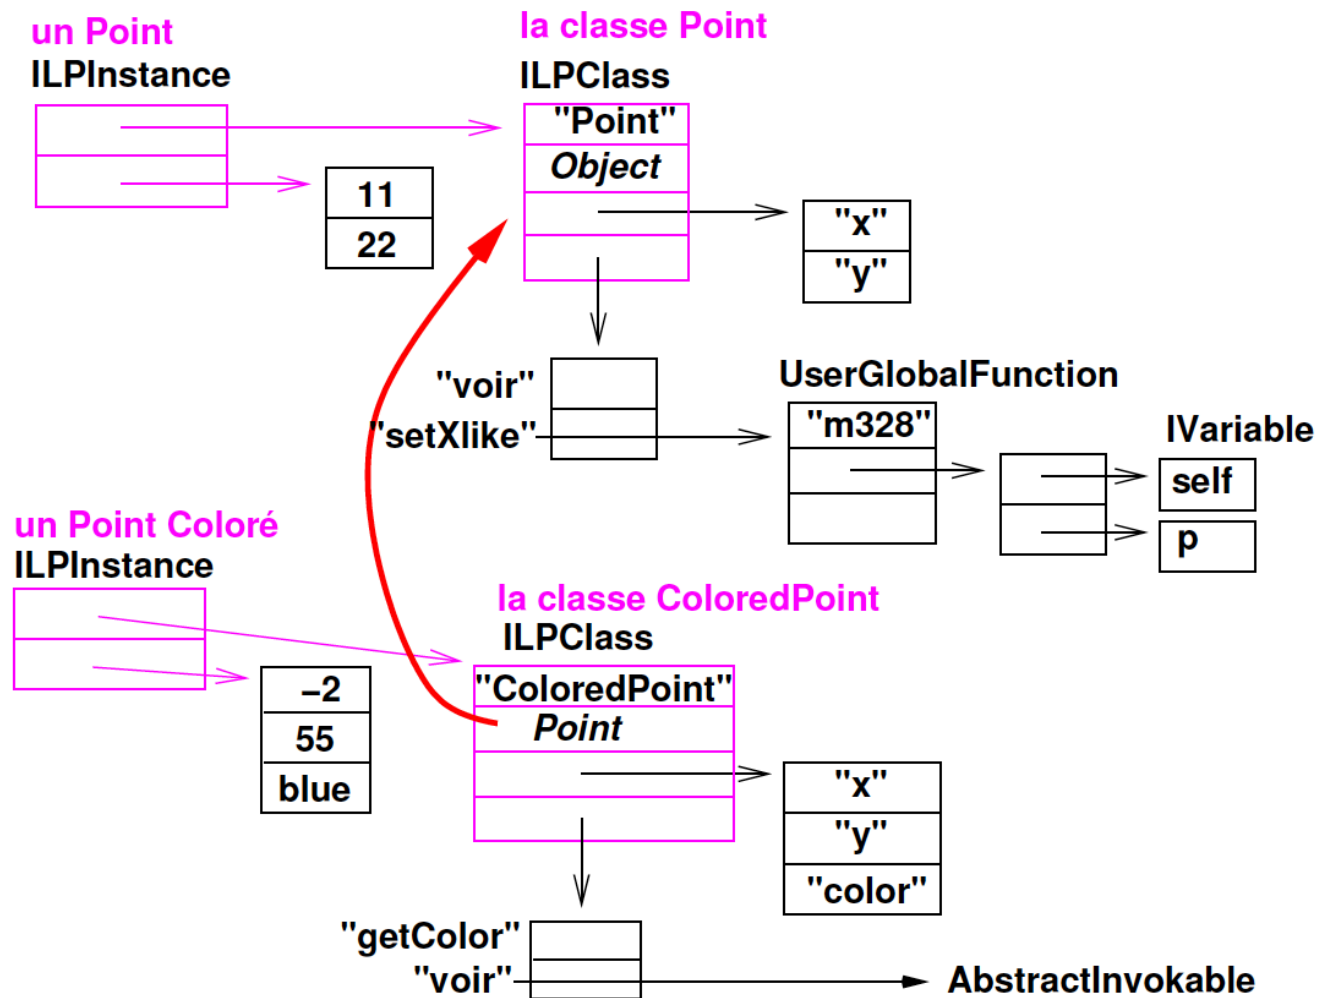 un Point
ILPInstance
la classe Point
ILPClass
"Point"
Object
11
22
"x"
"y"
"voir"
"setXlike"
UserGlobalFunction
"m328"
IVariable
self
p
un Point Coloré
ILPInstance
la classe ColoredPoint
ILPClass
"ColoredPoint"
Point
−2
55
blue
"x"
"y"
"color"
"getColor"
"voir"
AbstractInvokable